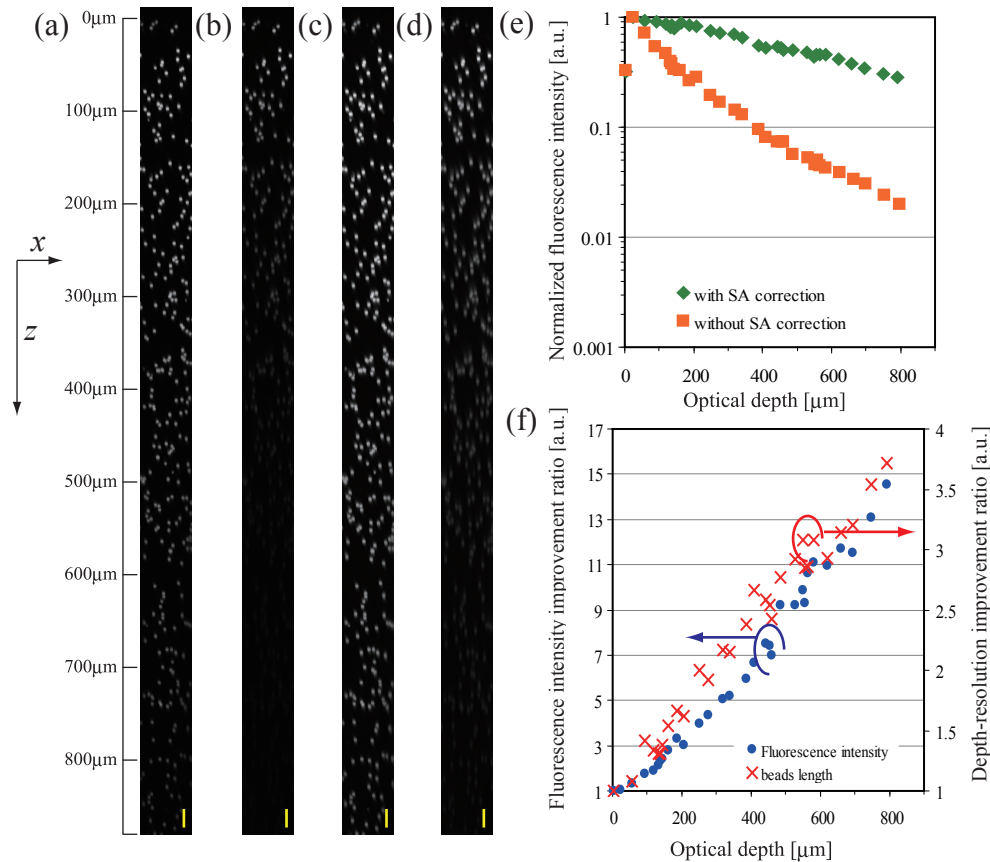 (a)
(b)
(c)
(d)
0μm
100μm
200μm
300μm
400μm
500μm
600μm
700μm
800μm
x
z
(e)
Normalized fluorescence intensity [a.u.]
1
0.1
0.01
0.001
with SA correction
without SA correction
0
200
400
600
800
Optical depth [μm]
(f)
Fluorescence intensity improvement ratio [a.u.]
17
15
13
11
9
7
5
3
1
Depth-resolution improvement ratio [a.u.]
4
3.5
3
2.5
2
1.5
1
Fluorescence intensity
beads length
0
200
400
600
800
Optical depth [μm]